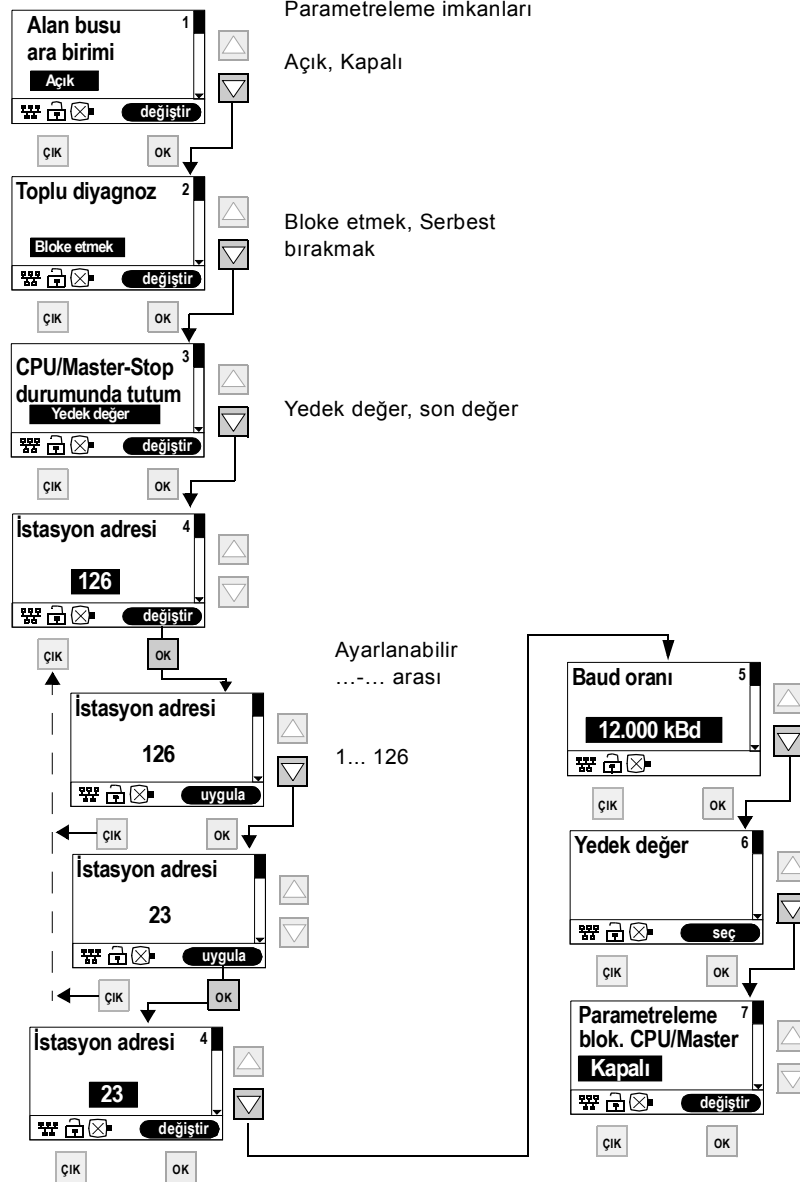 Parametreleme imkanları
Alan busu 1
ara birimi
Açık
değiştir
ÇIK OK
Açık, Kapalı
Toplu diyagnoz 2
Bloke etmek
değiştir
ÇIK OK
Bloke etmek, Serbest
bırakmak
CPU/Master-Stop 3
durumunda tutum
Yedek değer
değiştir
ÇIK OK
Yedek değer, son değer
İstasyon adresi 4
126
değiştir
ÇIK OK
Ayarlanabilir
...-... arası
İstasyon adresi
126
uygula
ÇIK OK
1... 126
İstasyon adresi
23
uygula
ÇIK OK
İstasyon adresi 4
23
değiştir
ÇIK OK
Baud oranı 5
12.000 kBd
ÇIK OK
Yedek değer 6
seç
ÇIK OK
Parametreleme 7
blok. CPU/Master
Kapalı
değiştir
ÇIK OK